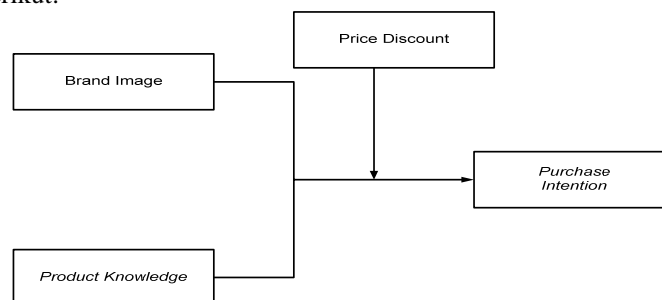 Price Discount
Brand Image
Purchase
Intention
Product Knowledge